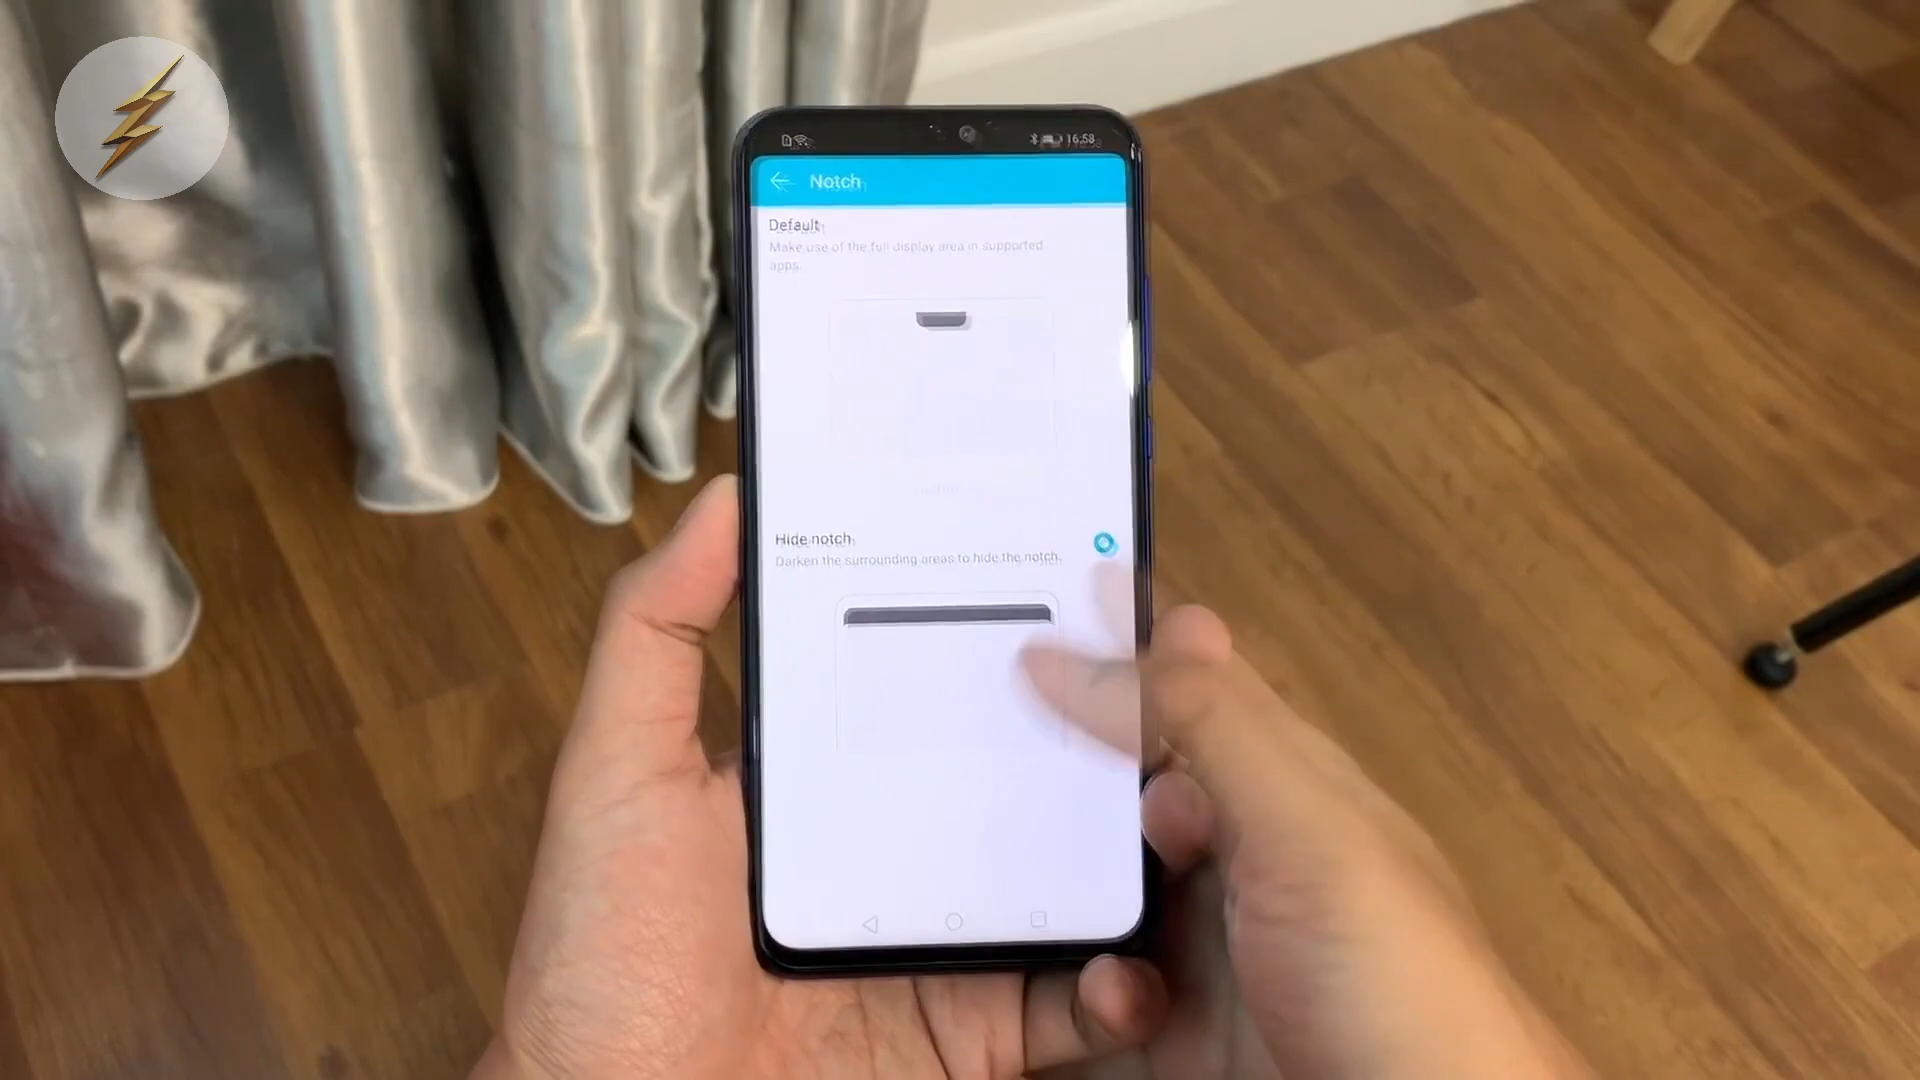 16:58
Notch
Default
Make use of the full display area in supported
apps.
Hide notch
Darken the surrounding areas to hide the notch.